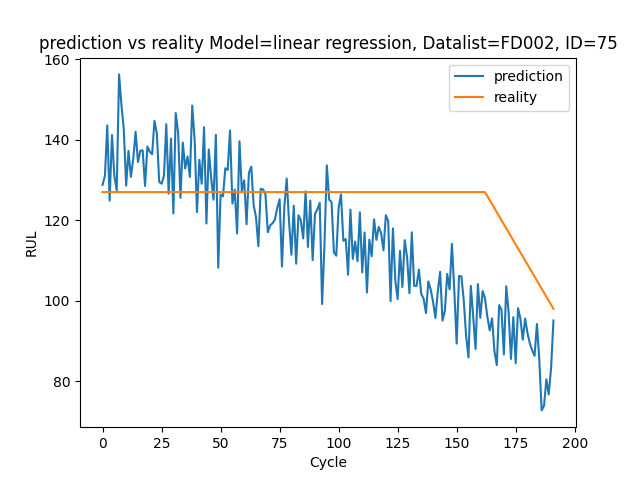 prediction vs reality Model=linear regression, Datalist=FD002, ID=75
160
140
120
100
80
RUL
prediction
reality
0 25 50 75 100 125 150 175 200
Cycle